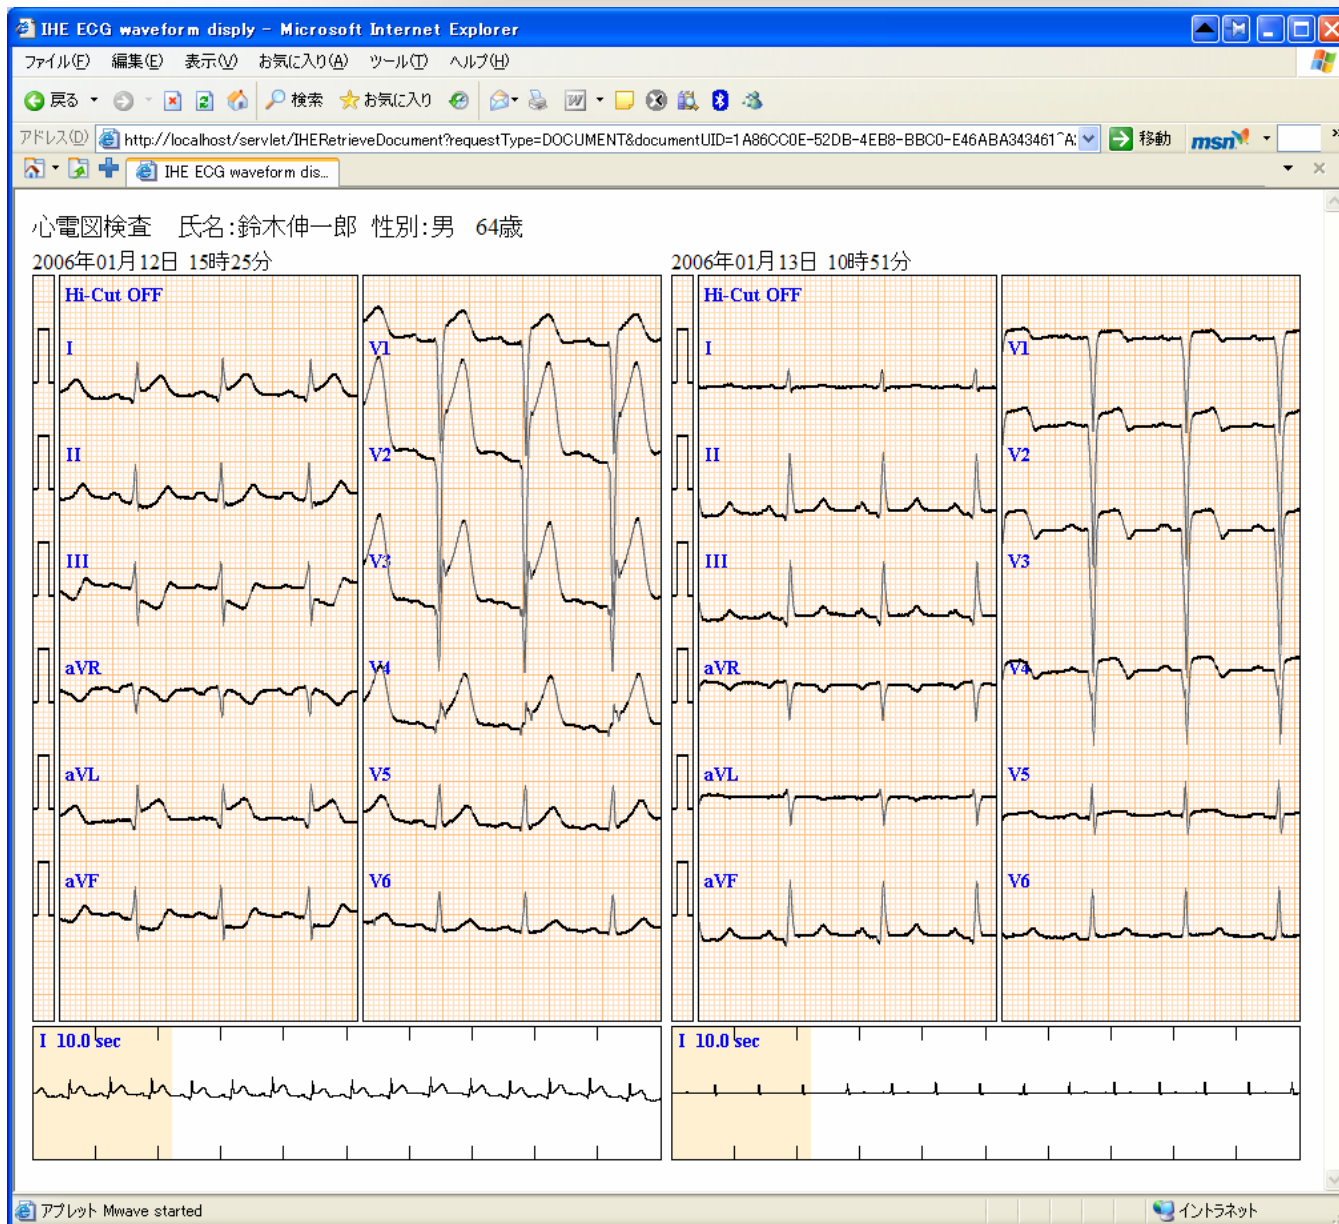 IHE ECG waveform disply - Microsoft Internet Explorer
ファイル(F) 編集(E) 表示(V) お気に入り(A) ツール(T) ヘルプ(H)
戻る 検索 お気に入り
アドレス(D) http://localhost/servlet/IHERetrieveDocument?requestType=DOCUMENT&documentUID=1A86CC0E-52DB-4EB8-BBC0-E46ABA343461^A: 移動 msn
IHE ECG waveform dis...
心電図検査 氏名:鈴木伸一郎 性別:男 64歳
2006年01月12日 15時25分
Hi-Cut OFF
I
II
III
aVR
aVL
aVF
V1
V2
V3
V4
V5
V6
I 10.0 sec
2006年01月13日 10時51分
Hi-Cut OFF
I
II
III
aVR
aVL
aVF
V1
V2
V3
V4
V5
V6
I 10.0 sec
アプレット Mwave started
イントラネット